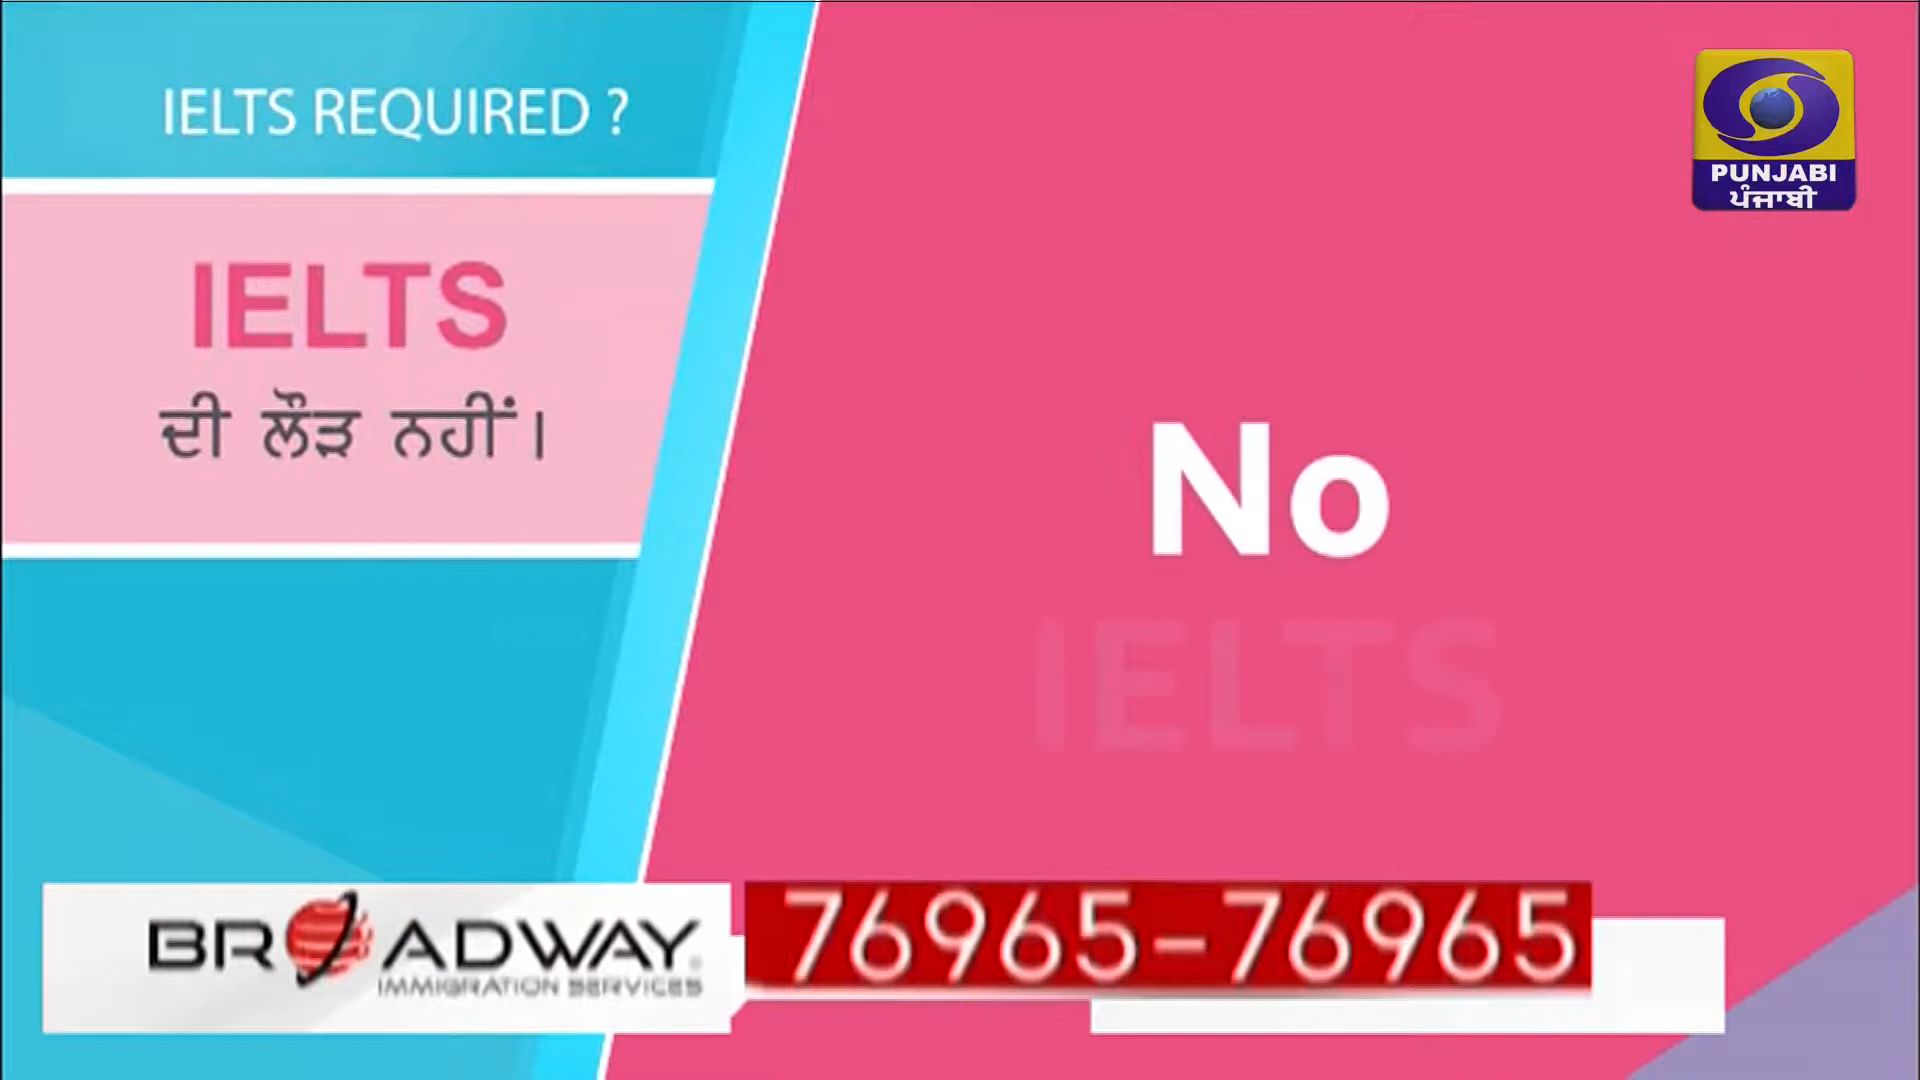 IELTS REQUIRED ?
IELTS
ਦੀ ਲੌੜ ਨਹੀਂ।
No
IELTS
PUNJABI
ਪੰਜਾਬੀ
BROADWAY
IMMIGRATION SERVICES
76965-76965